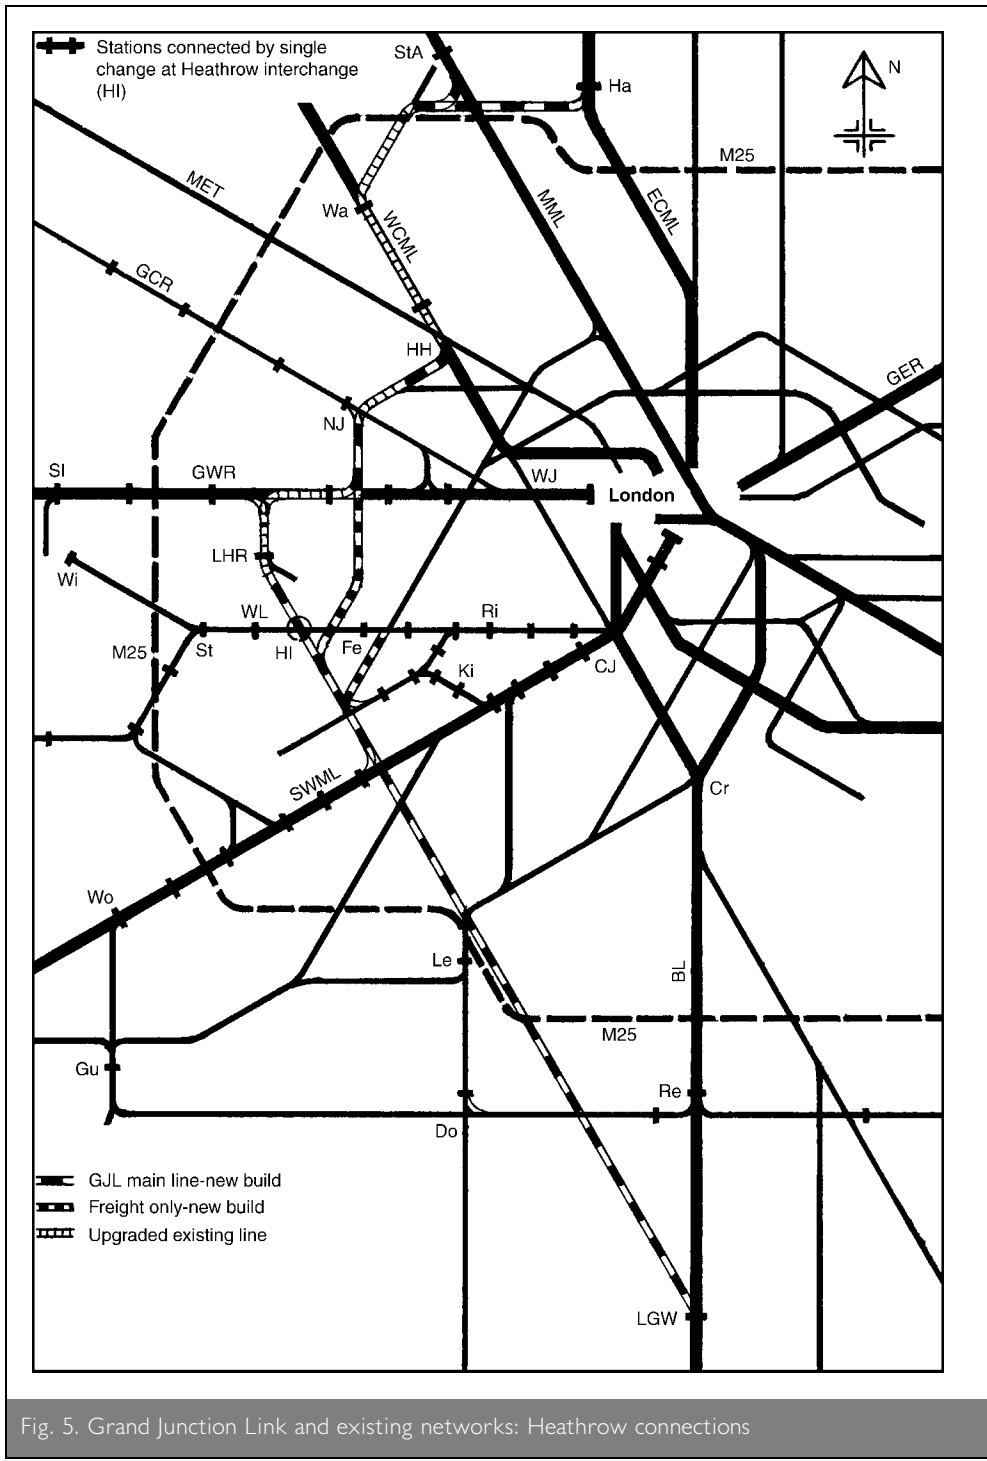 Stations connected by single
change at Heathrow interchange
(HI)
StA
Ha
N
M25
MET
Wa
WCML
MML
ECML
GCR
HH
GER
NJ
SI
GWR
WJ
London
LHR
Wi
WL
Ri
M25
St
HI
Fe
Ki
CJ
SWML
Cr
Wo
Le
BL
M25
Gu
Re
Do
GJL main line-new build
Freight only-new build
Upgraded existing line
LGW
Fig. 5. Grand Junction Link and existing networks: Heathrow connections